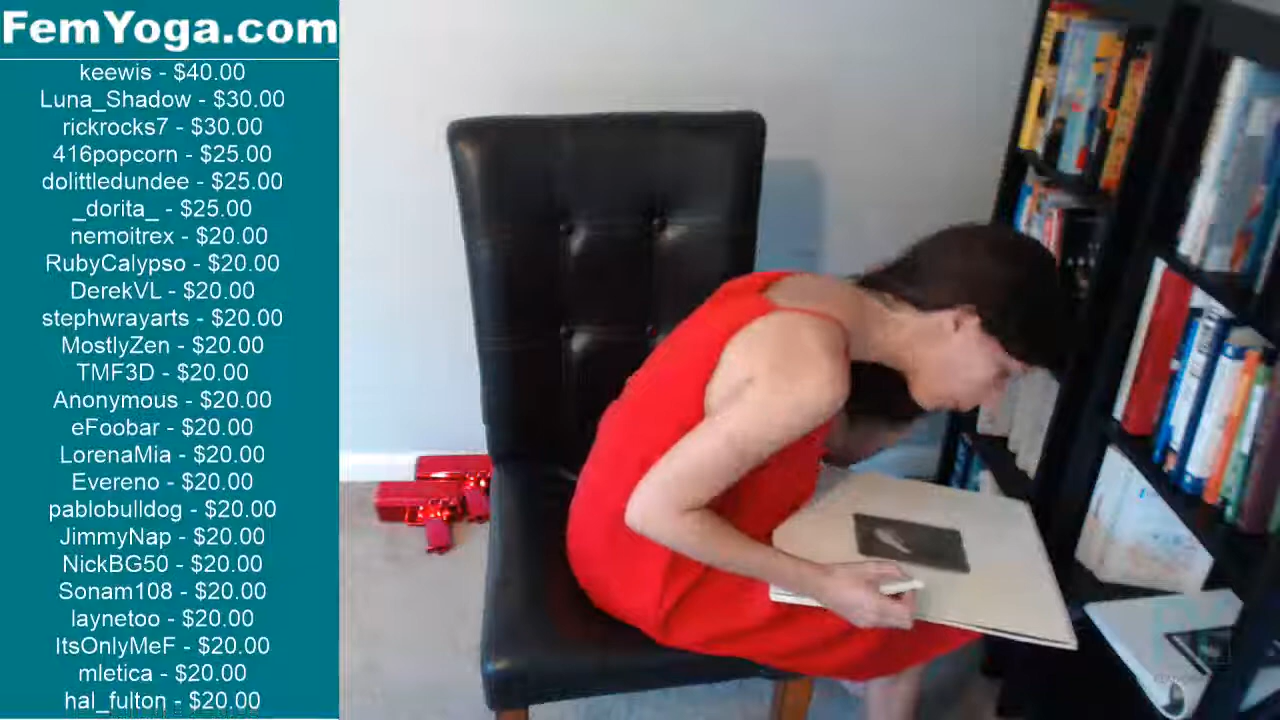 FemYoga.com
keewis - $40.00
Luna_Shadow - $30.00
rickrocks7 - $30.00
416popcorn - $25.00
dolittledundee - $25.00
_dorita_ - $25.00
nemoitrex - $20.00
RubyCalypso - $20.00
DerekVL - $20.00
stephwrayarts - $20.00
MostlyZen - $20.00
TMF3D - $20.00
Anonymous - $20.00
eFoobar - $20.00
LorenaMia - $20.00
Evereno - $20.00
pablobulldog - $20.00
JimmyNap - $20.00
NickBG50 - $20.00
Sonam108 - $20.00
laynetoo - $20.00
ItsOnlyMeF - $20.00
mletica - $20.00
hal_fulton - $20.00